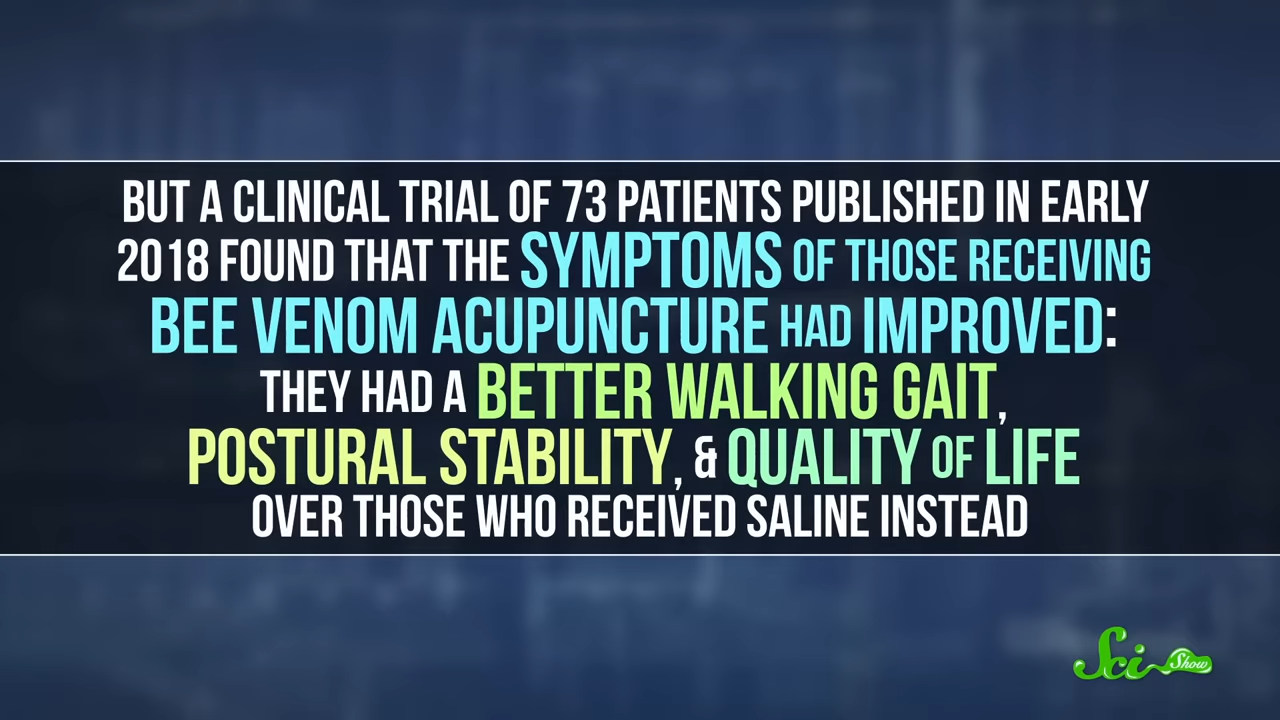 BUT A CLINICAL TRIAL OF 73 PATIENTS PUBLISHED IN EARLY
2018 FOUND THAT THE SYMPTOMS OF THOSE RECEIVING
BEE VENOM ACUPUNCTURE HAD IMPROVED:
THEY HAD A BETTER WALKING GAIT,
POSTURAL STABILITY, & QUALITY OF LIFE
OVER THOSE WHO RECEIVED SALINE INSTEAD
Sci Show